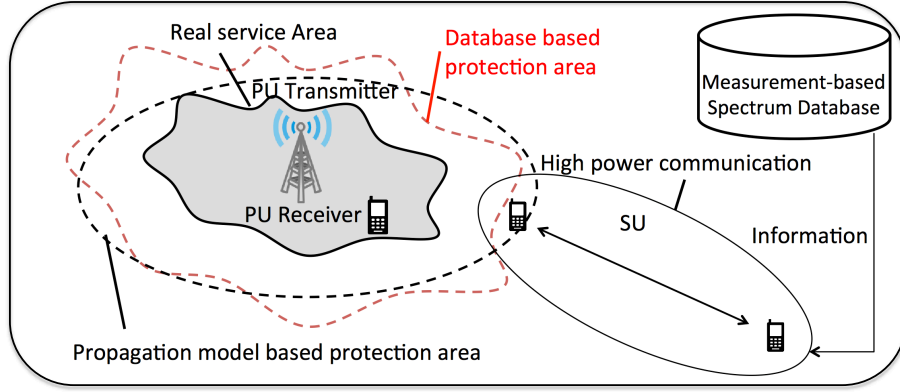 Real service Area
Database based
protection area
PU Transmitter
Measurement-based
Spectrum Database
High power communication
PU Receiver
SU
Information
Propagation model based protection area